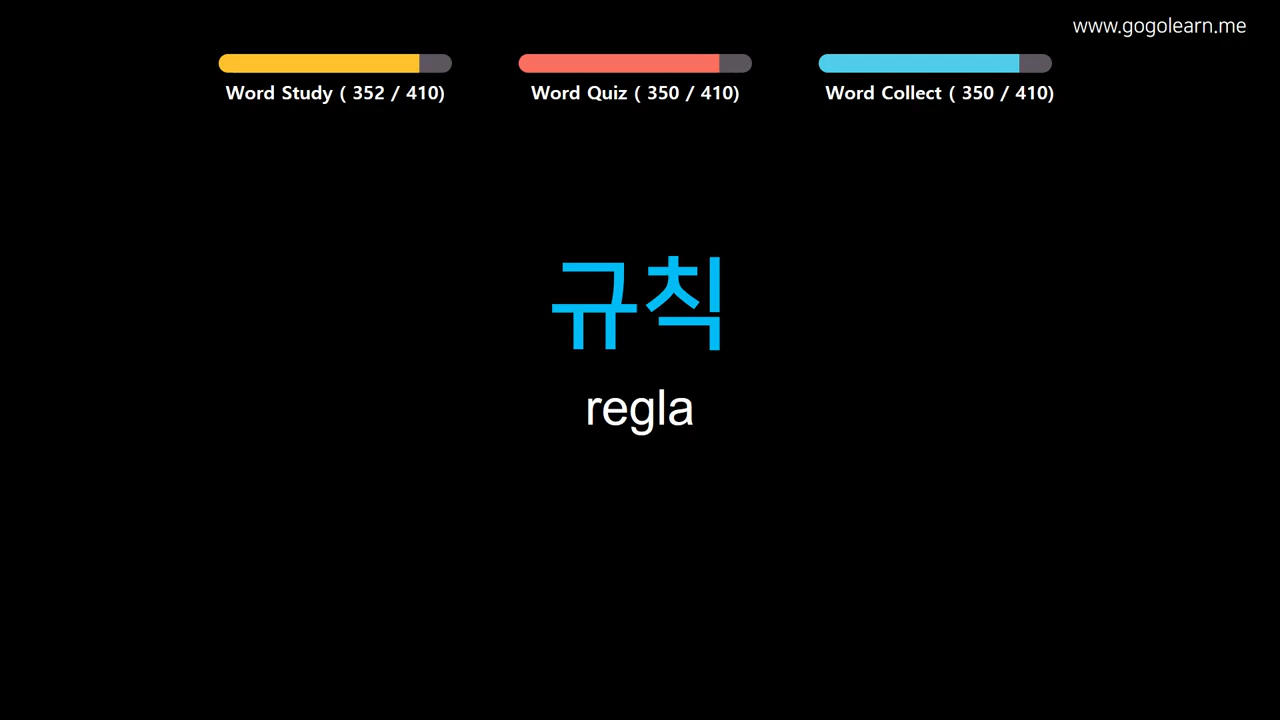 www.gogolearn.me
Word Study ( 352 / 410)
Word Quiz ( 350 / 410)
Word Collect ( 350 / 410)
규칙
regla